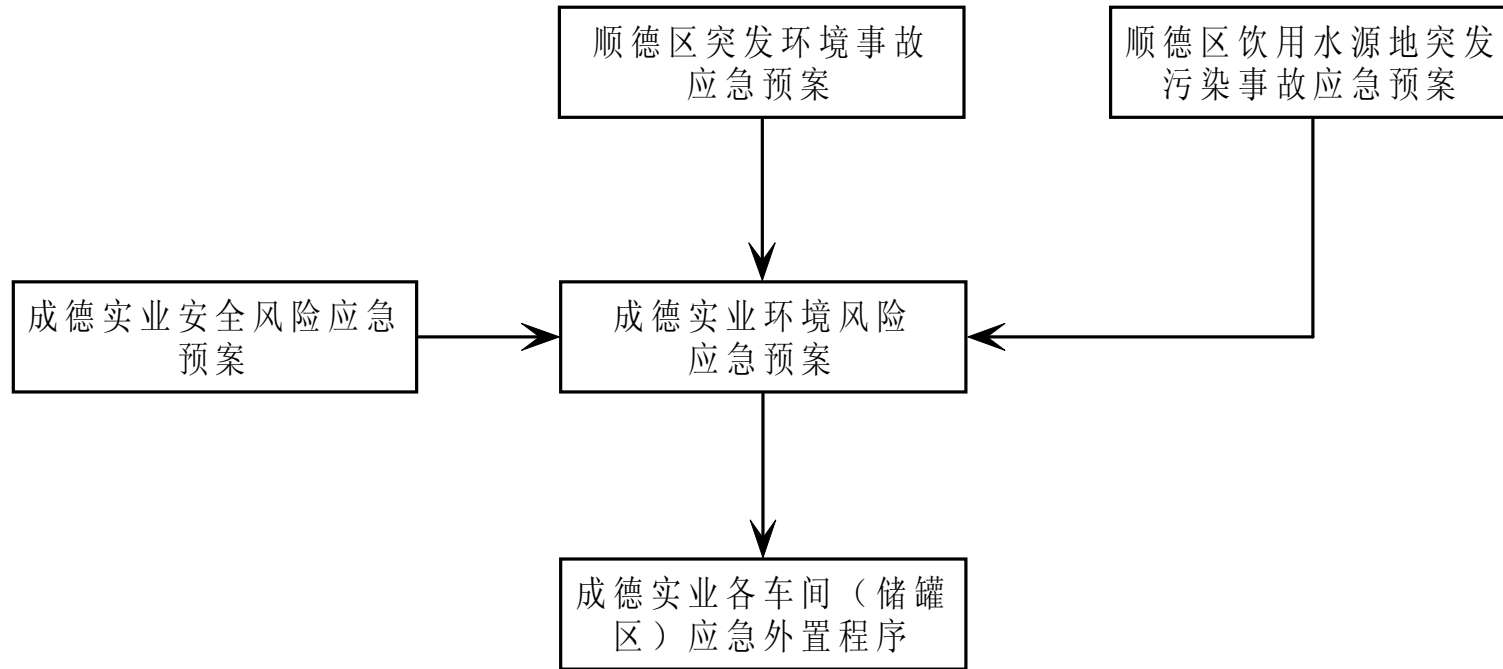 顺德区突发环境事故
应急预案
顺德区饮用水源地突发
污染事故应急预案
成德实业安全风险应急
预案
成德实业环境风险
应急预案
成德实业各车间（储罐
区）应急外置程序